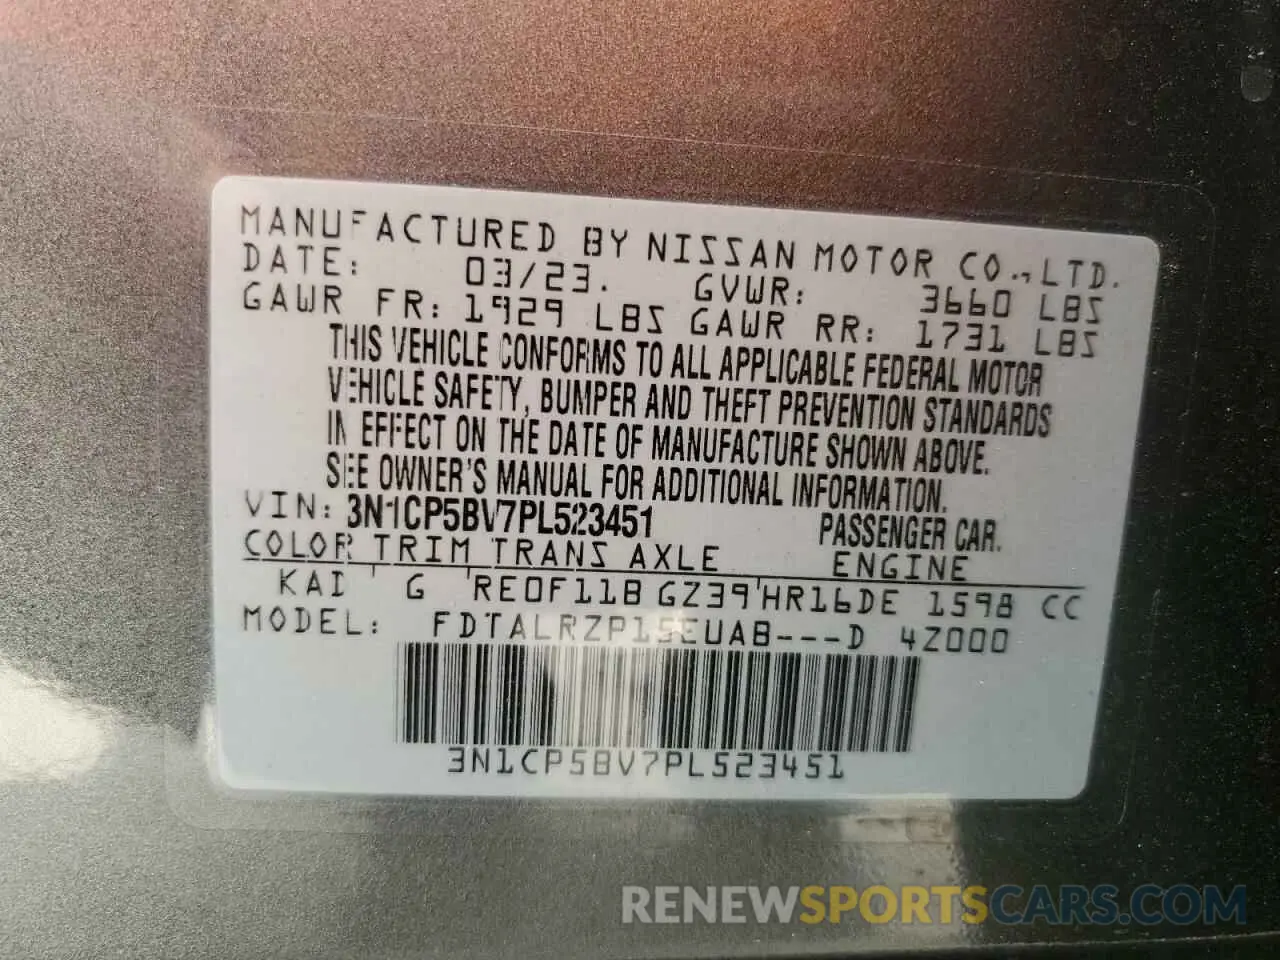 MANUFACTURED BY NISSAN MOTOR CO., LTD.
DATE: 03/23. GVWR: 3660 LBS
GAWR FR: 1929 LBS GAWR RR: 1731 LBS
THIS VEHICLE CONFORMS TO ALL APPLICABLE FEDERAL MOTOR
VEHICLE SAFETY, BUMPER AND THEFT PREVENTION STANDARDS
IN EFFECT ON THE DATE OF MANUFACTURE SHOWN ABOVE.
SEE OWNER'S MANUAL FOR ADDITIONAL INFORMATION.
VIN: 3N1CP5BV7PL523451 PASSENGER CAR.
COLOR TRIM TRANS AXLE ENGINE
KAD G RE0F11B GZ39 HR16DE 1598 CC
MODEL: FDTALRZP15EUAB---D 4Z000
3N1CP5BV7PL523451
RENEWSPORTSCARS.COM